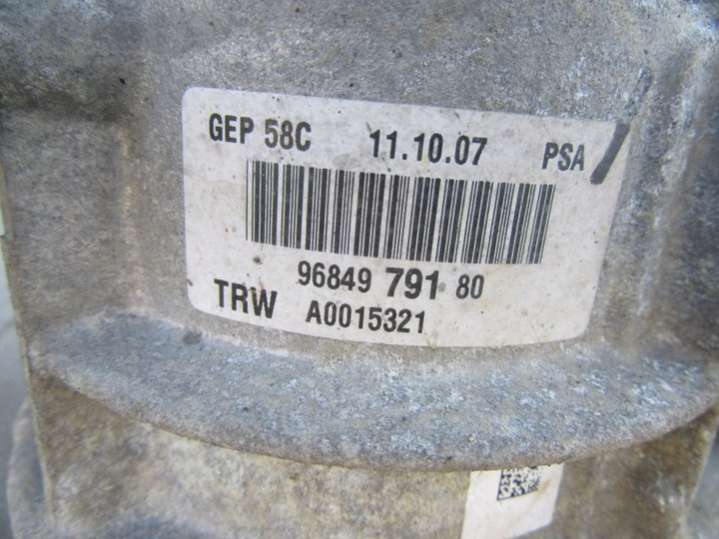 GEP 58C 11.10.07 PSA
96849 791 80
TRW A0015321